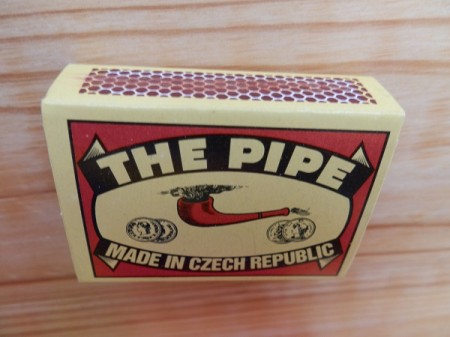 THE PIPE
MADE IN CZECH REPUBLIC